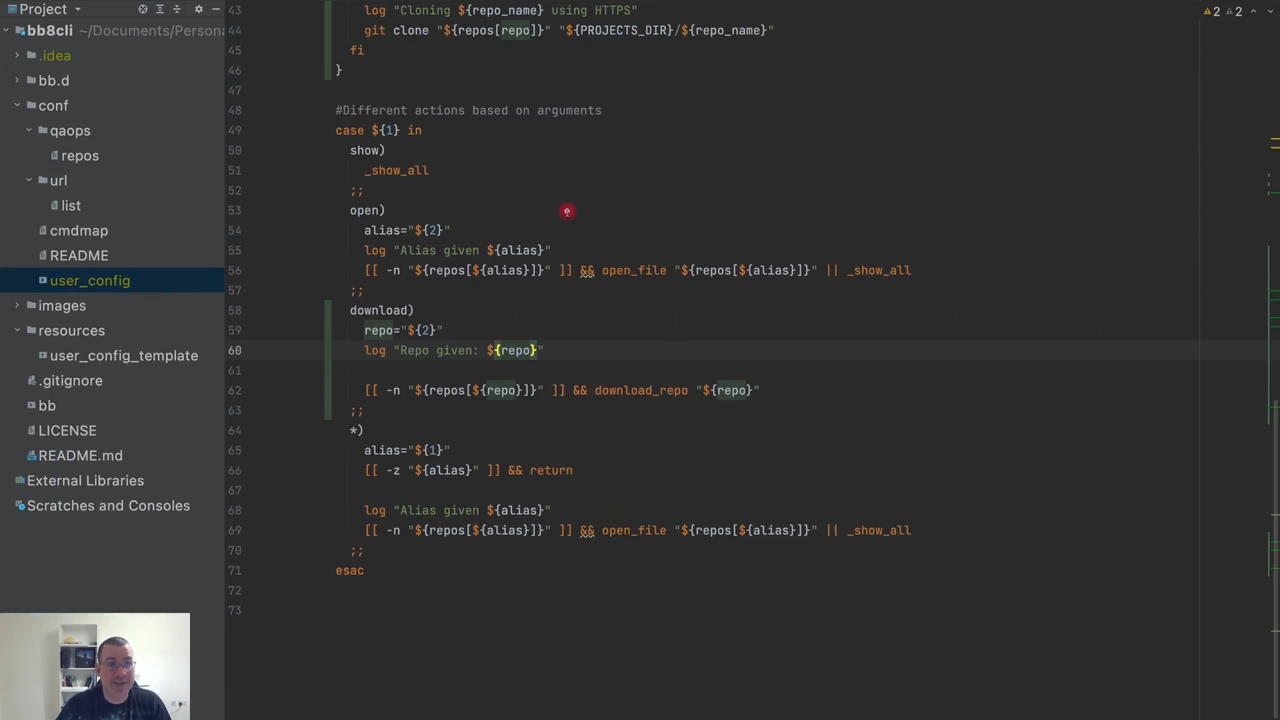 Project
bb8cli ~/Documents/Persona
.idea
bb.d
conf
qaops
repos
url
list
cmdmap
README
user_config
images
resources
user_config_template
.gitignore
bb
LICENSE
README.md
External Libraries
Scratches and Consoles
2 2
43 log "Cloning ${repo_name} using HTTPS"
44 git clone "${repos[repo]}" "${PROJECTS_DIR}/${repo_name}"
45 fi
46 }
47
48 #Different actions based on arguments
49 case ${1} in
50 show)
51 _show_all
52 ;;
53 open)
54 alias="${2}"
55 log "Alias given ${alias}"
56 [[ -n "${repos[${alias}]}" ]] && open_file "${repos[${alias}]}" || _show_all
57 ;;
58 download)
59 repo="${2}"
60 log "Repo given: ${repo}"
61
62 [[ -n "${repos[${repo}]}" ]] && download_repo "${repo}"
63 ;;
64 *)
65 alias="${1}"
66 [[ -z "${alias}" ]] && return
67
68 log "Alias given ${alias}"
69 [[ -n "${repos[${alias}]}" ]] && open_file "${repos[${alias}]}" || _show_all
70 ;;
71 esac
72
73